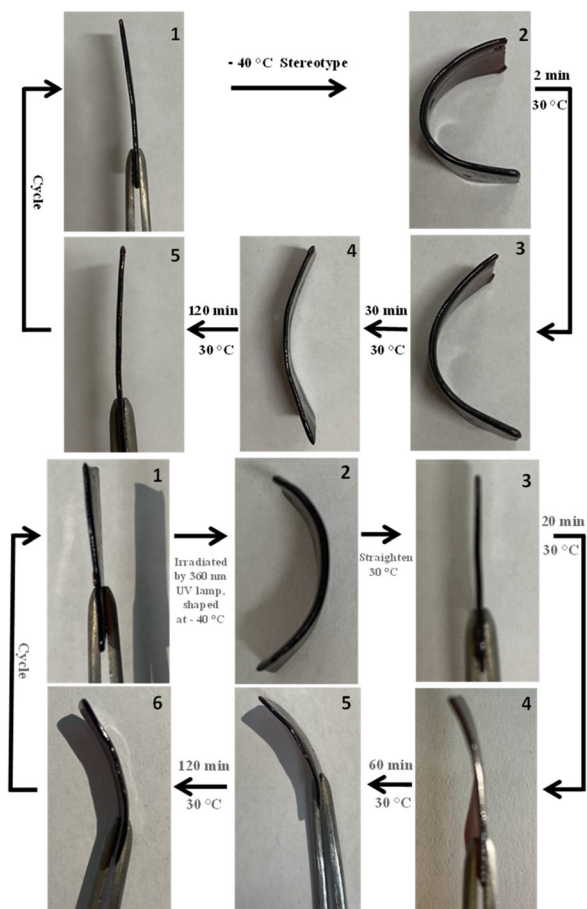 1
- 40 °C Stereotype
2
2 min
30 °C
Cycle
5
120 min
30 °C
4
30 min
30 °C
3
1
Irradiated
by 360 nm
UV lamp,
shaped
at - 40 °C
2
Straighten
30 °C
3
20 min
30 °C
Cycle
6
120 min
30 °C
5
60 min
30 °C
4